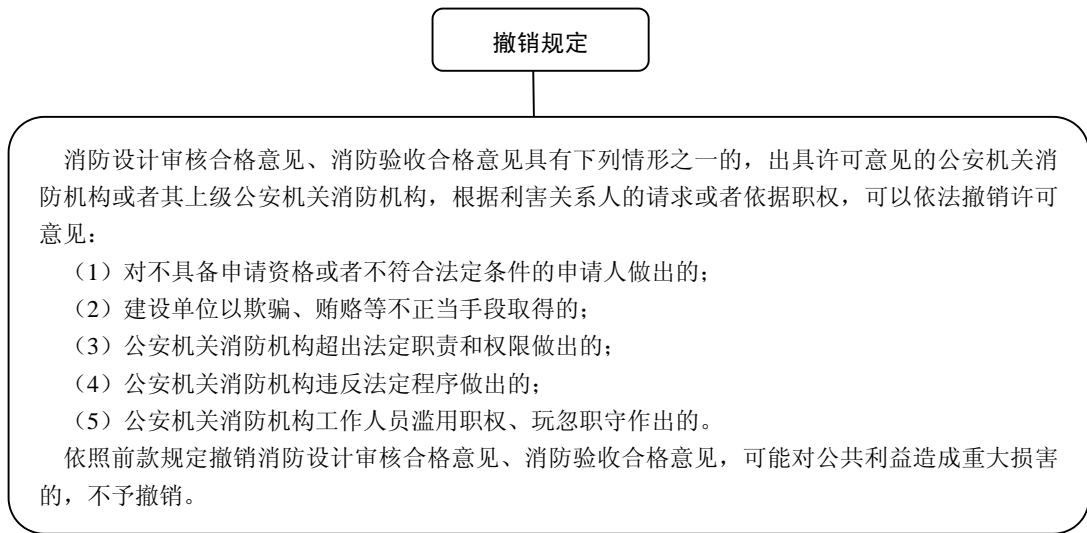 撤销规定
消防设计审核合格意见、消防验收合格意见具有下列情形之一的，出具许可意见的公安机关消
防机构或者其上级公安机关消防机构，根据利害关系人的请求或者依据职权，可以依法撤销许可
意见：
（1）对不具备申请资格或者不符合法定条件的申请人做出的；
（2）建设单位以欺骗、贿赂等不正当手段取得的；
（3）公安机关消防机构超出法定职责和权限做出的；
（4）公安机关消防机构违反法定程序做出的；
（5）公安机关消防机构工作人员滥用职权、玩忽职守作出的。
依照前款规定撤销消防设计审核合格意见、消防验收合格意见，可能对公共利益造成重大损害
的，不予撤销。